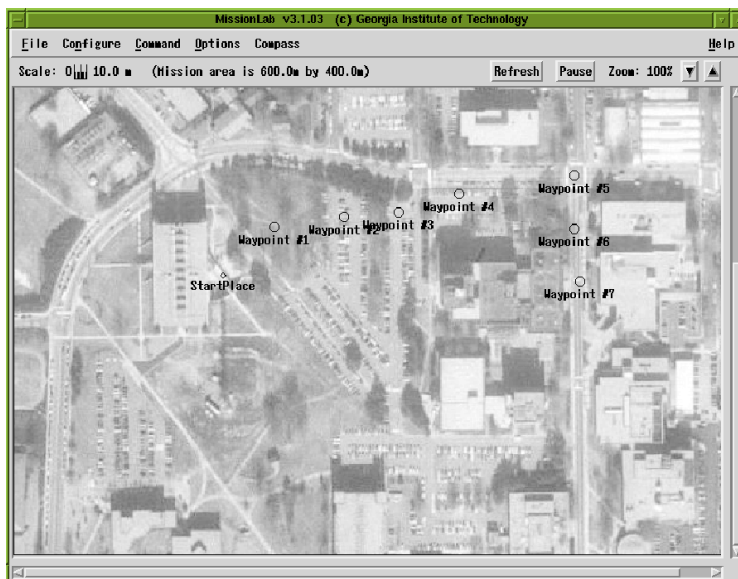 MissionLab v3.1.03 (c) Georgia Institute of Technology
File Configure Command Options Compass Help
Scale: 0 10.0 m (Mission area is 600.0m by 400.0m) Refresh Pause Zoom: 100%
Waypoint #5
Waypoint #4
Waypoint #3
Waypoint #2
Waypoint #1
Waypoint #6
StartPlace
Waypoint #7